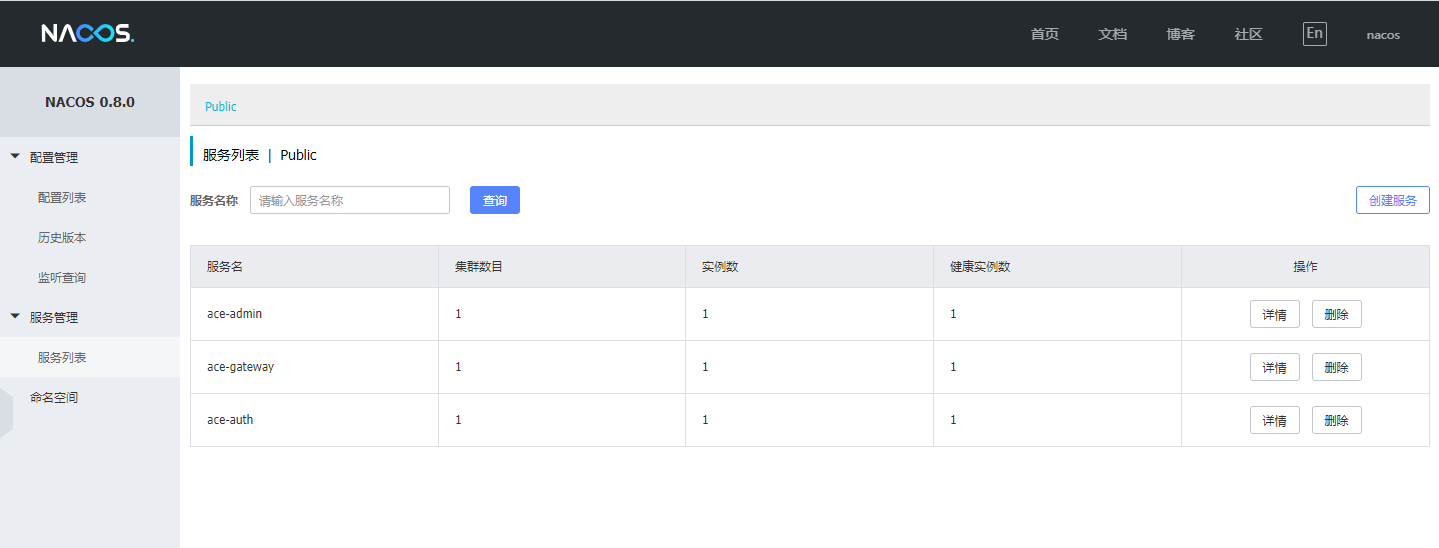 NACOS.
首页 文档 博客 社区 En nacos
NACOS 0.8.0
配置管理
配置列表
历史版本
监听查询
服务管理
服务列表
命名空间
Public
服务列表 | Public
服务名称 请输入服务名称 查询 创建服务
服务名 集群数目 实例数 健康实例数 操作
ace-admin 1 1 1 详情 删除
ace-gateway 1 1 1 详情 删除
ace-auth 1 1 1 详情 删除